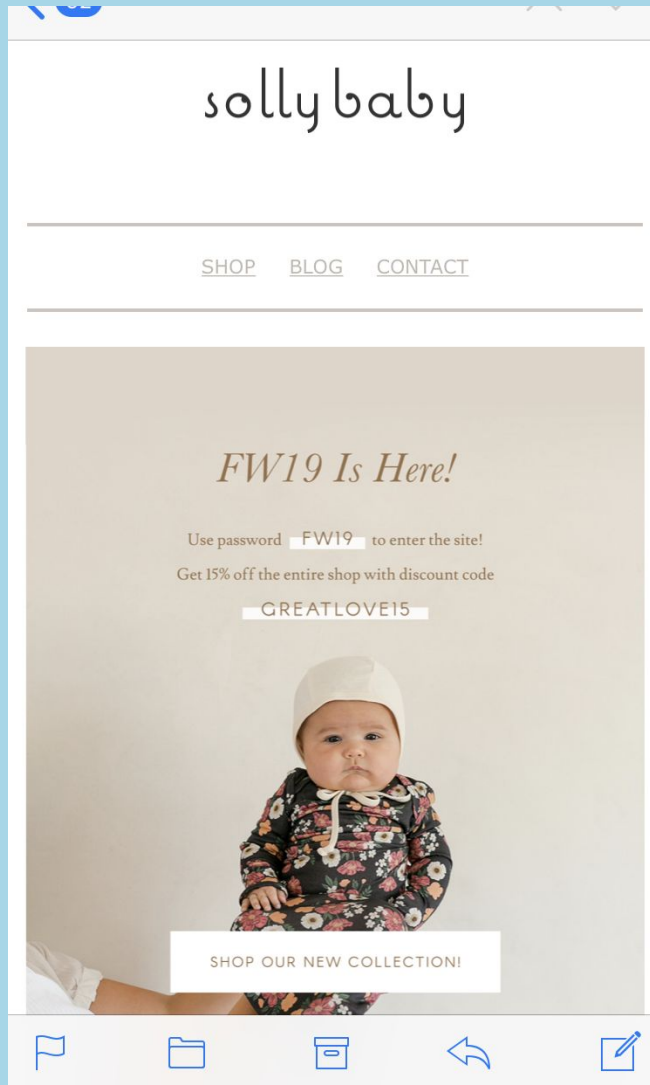 solly baby
SHOP BLOG CONTACT
FW19 Is Here!
Use password FW19 to enter the site!
Get 15% off the entire shop with discount code
GREATLOVE15
SHOP OUR NEW COLLECTION!